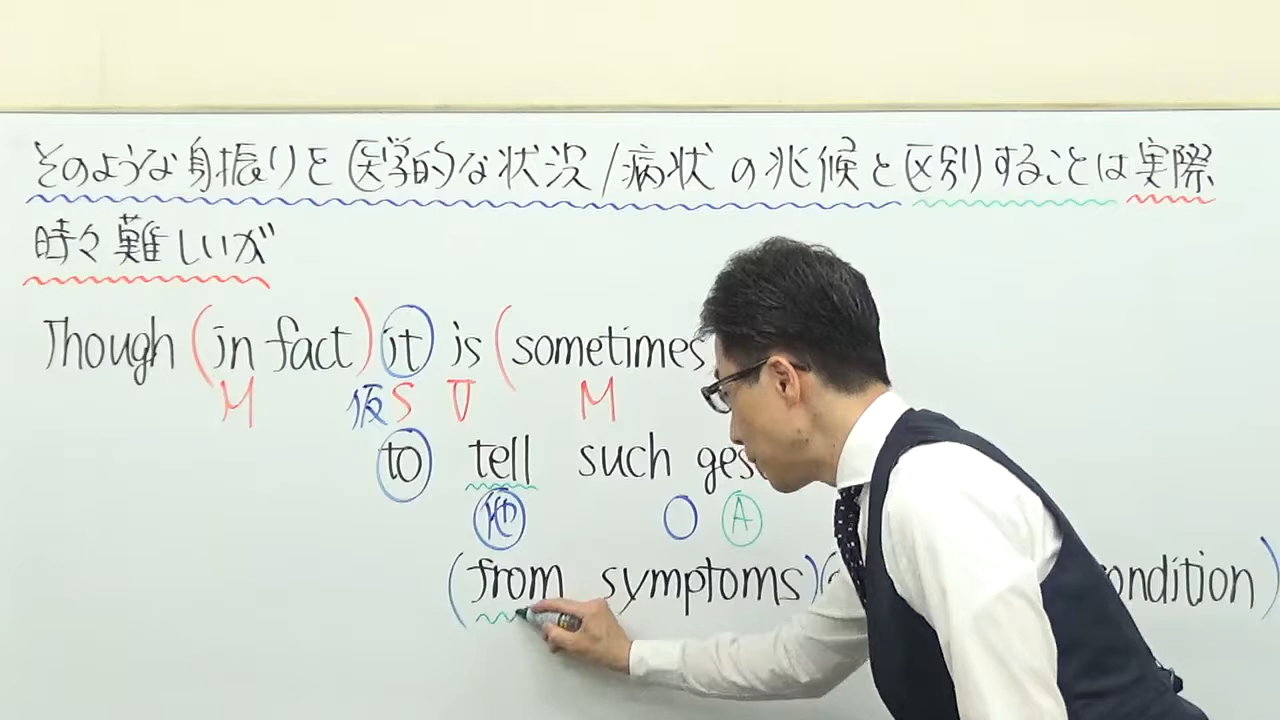 そのような身振りを医学的な状況/病状の兆候と区別することは実際
時々難しいが
Though (in fact) it is (sometimes
M 仮S V M
to tell such ges
他 O A
(from symptoms) ondition)